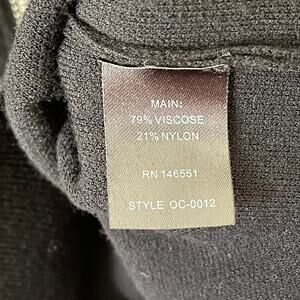 MAIN:
79% VISCOSE
21% NYLON
RN 146551
STYLE OC-0012